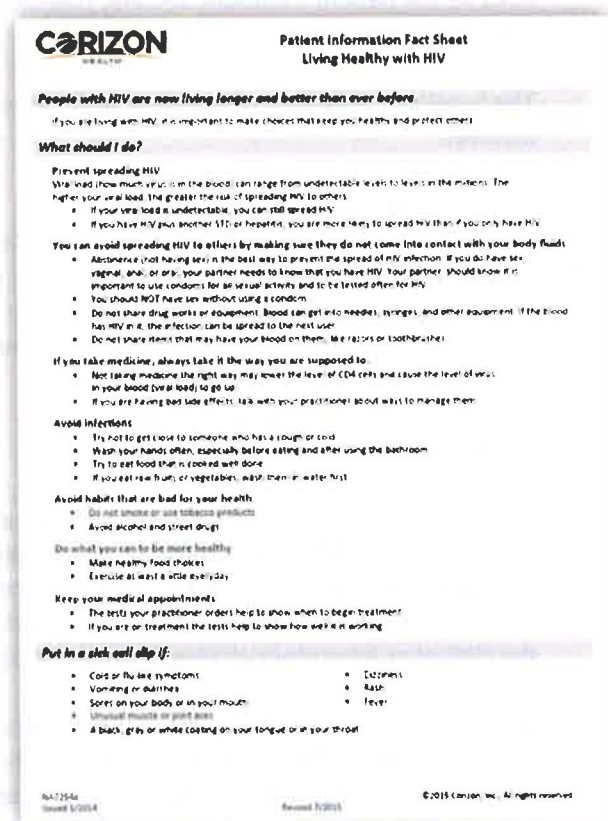 CORIZON
HEALTH
Patient Information Fact Sheet
Living Healthy with HIV
People with HIV are now living longer and better than ever before
If you are living with HIV, it is important to make choices that keep you healthy and protect others
What should I do?
Prevent spreading HIV
Viral load (how much virus is in the blood) can range from undetectable levels to levels in the millions. The
higher your viral load, the greater the risk of spreading HIV to others
• If your viral load is undetectable, you can still spread HIV
• If you have HIV plus another STD or hepatitis, you are more likely to spread HIV than if you only have HIV
You can avoid spreading HIV to others by making sure they do not come into contact with your body fluids
• Abstinence (not having sex) is the best way to prevent the spread of HIV infection. If you do have sex,
vaginal, anal, or oral, your partner needs to know that you have HIV. Your partner should know it is
important to use condoms for all sexual activity and to be tested often for HIV
• You should NOT have sex without using a condom
• Do not share drug works or equipment. Blood can get into needles, syringes, and other equipment. If the blood
has HIV in it, the infection can be spread to the next user
• Do not share items that may have your blood on them, like razors or toothbrushes
If you take medicine, always take it the way you are supposed to
• Not taking medicine the right way may lower the level of CD4 cells and cause the level of virus
in your blood (viral load) to go up
• If you are having bad side effects, talk with your practitioner about ways to manage them
Avoid infections
• Try not to get close to someone who has a cough or cold
• Wash your hands often, especially before eating and after using the bathroom
• Try to eat food that is cooked well done
• If you eat raw fruits or vegetables, wash them in water first
Avoid habits that are bad for your health
• Do not smoke or use tobacco products
• Avoid alcohol and street drugs
Do what you can to be more healthy
• Make healthy food choices
• Exercise at least a little everyday
Keep your medical appointments
• The tests your practitioner orders help to show when to begin treatment
• If you are on treatment the tests help to show how well it is working
Put in a sick call slip if:
• Cold or flu like symptoms
• Vomiting or diarrhea
• Sores on your body or in your mouth
• Unusual muscle or joint aches
• A black, gray or white coating on your tongue or in your throat
• Dizziness
• Rash
• Fever
Issued 5/2014
Revised 7/2015
©2015 Corizon, Inc. All rights reserved